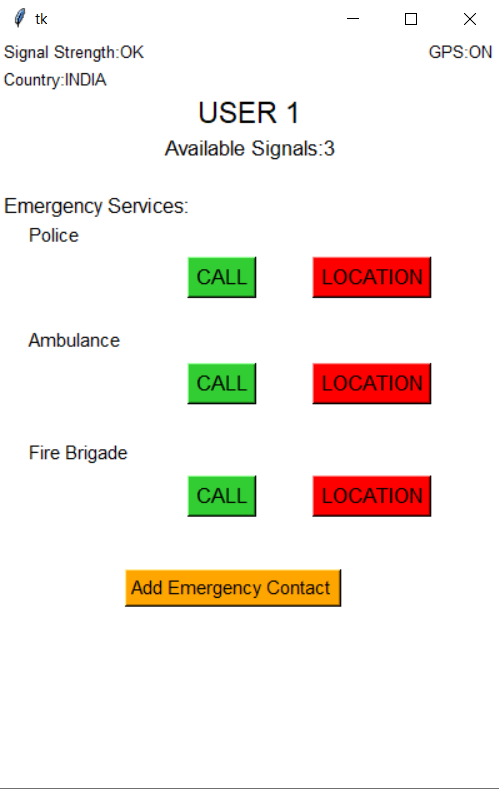 tk
Signal Strength:OK GPS:ON
Country:INDIA
USER 1
Available Signals:3
Emergency Services:
Police
CALL LOCATION
Ambulance
CALL LOCATION
Fire Brigade
CALL LOCATION
Add Emergency Contact